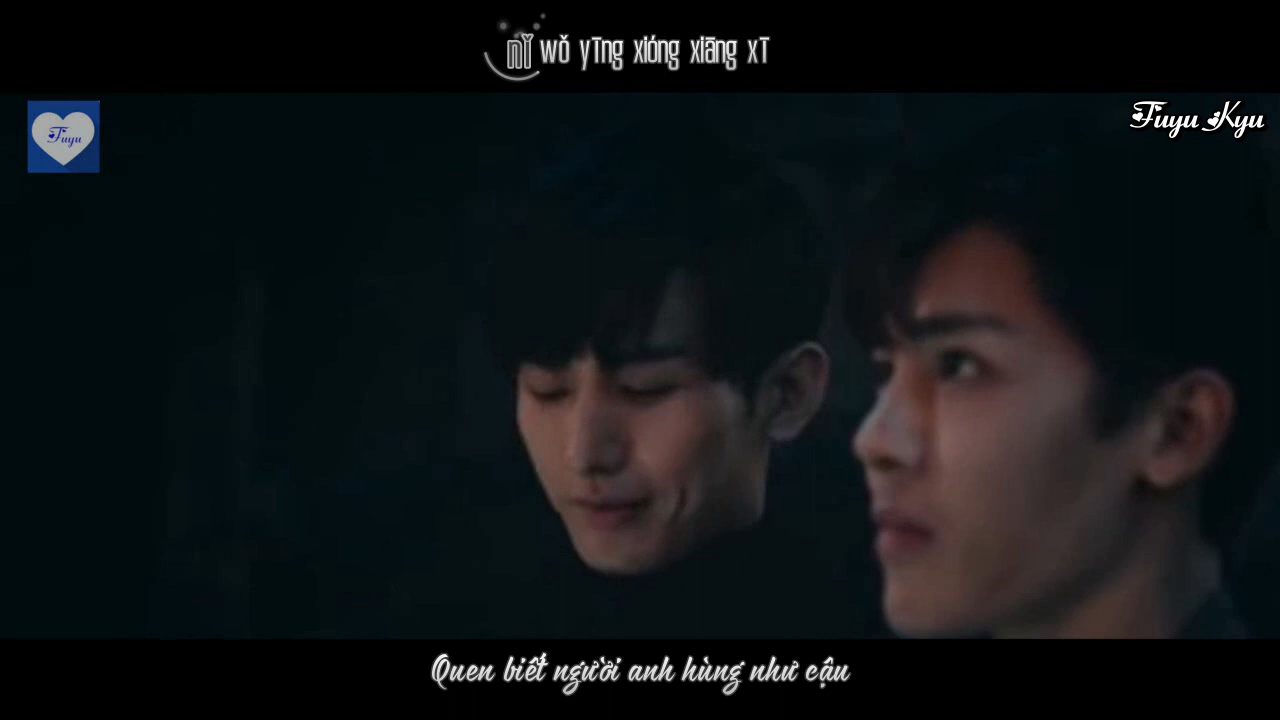 nǐ wǒ yīng xióng xiāng xī
Fuyu
Fuyu Kyu
Quen biết người anh hùng như cậu